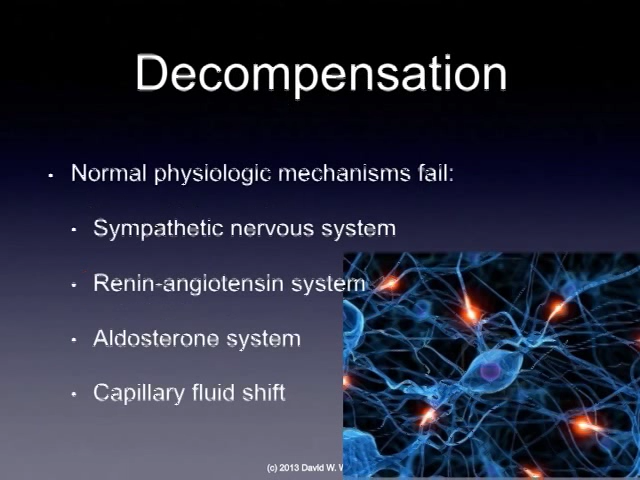 Decompensation
• Normal physiologic mechanisms fail:
• Sympathetic nervous system
• Renin-angiotensin system
• Aldosterone system
• Capillary fluid shift
(c) 2013 David W.